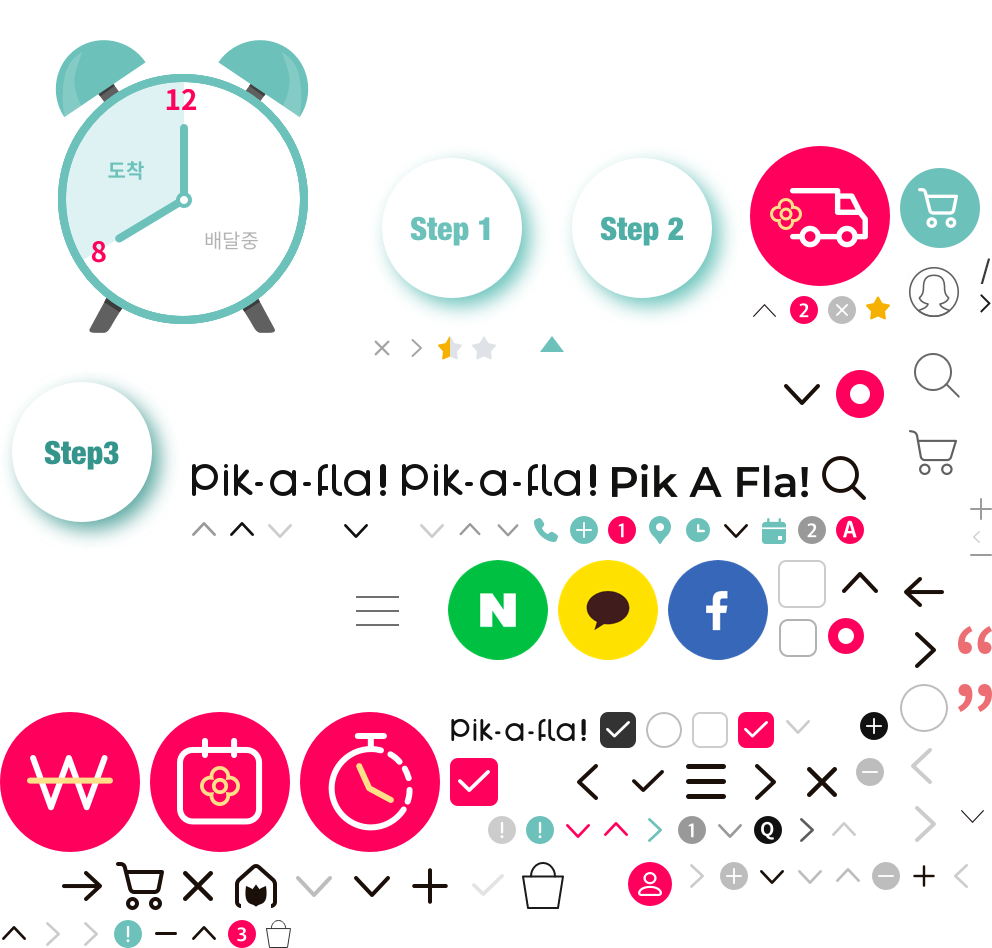 12
도착
8
배달중
Step 1
Step 2
2
Step3
Pik-a-fla! Pik-a-fla! Pik A Fla!
1
2
A
N
f
Pik-a-fla!
1
Q
3